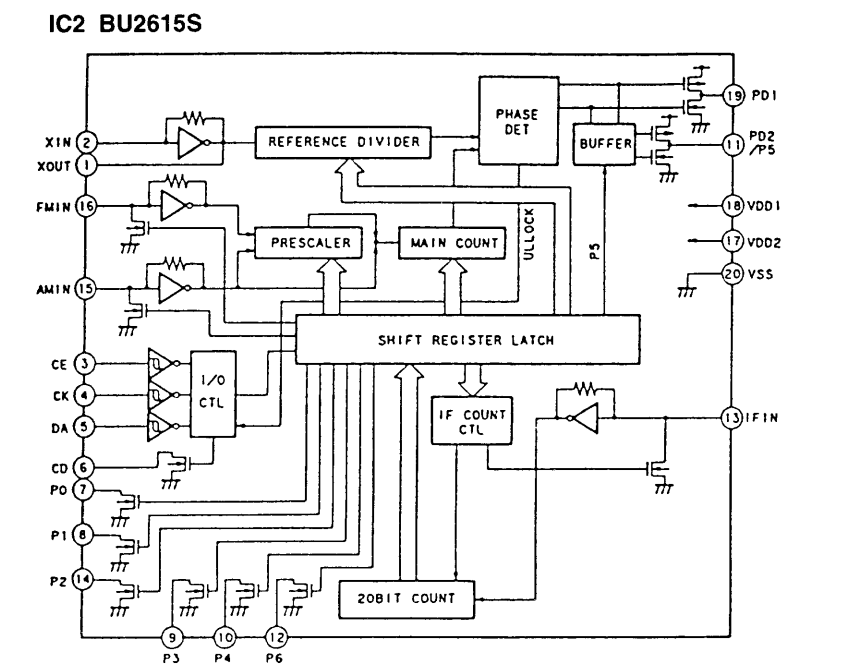 IC2 BU2615S
XIN 2
XOUT 1
FMIN 16
AMIN 15
CE 3
CK 4
DA 5
CD 6
P0 7
P1 8
P2 14
9 P3
10 P4
12 P6
REFERENCE DIVIDER
PHASE
DET
BUFFER
PRESCALER
MAIN COUNT
ULLOCK
P5
SHIFT REGISTER LATCH
I/O
CTL
IF COUNT
CTL
20BIT COUNT
19 PD1
11 PD2
/P5
18 VDD1
17 VDD2
20 VSS
13 IFIN